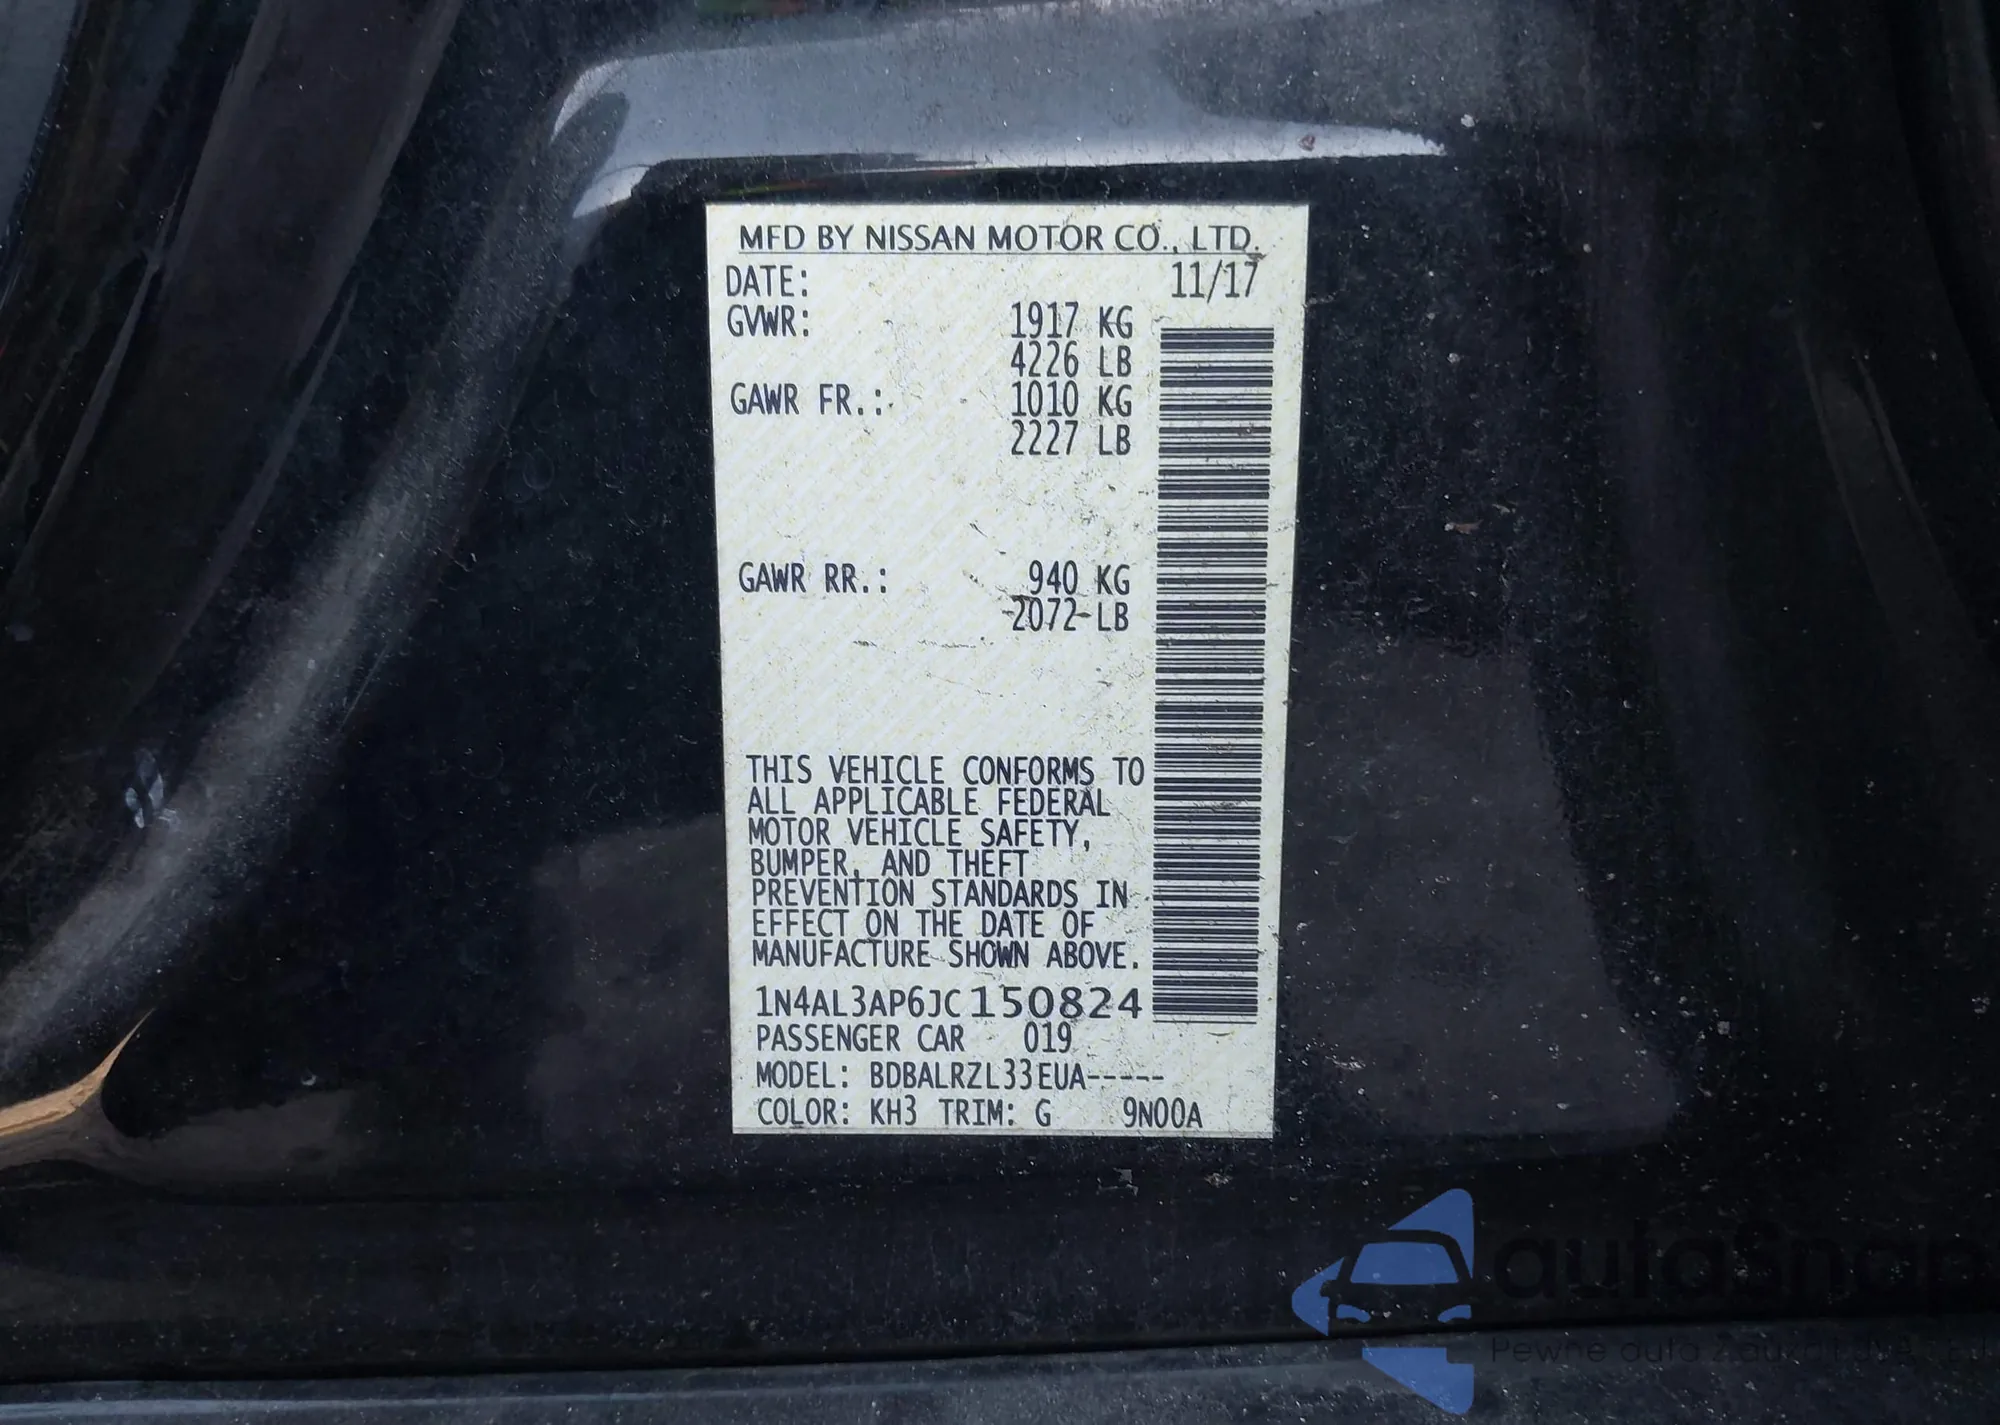 MFD BY NISSAN MOTOR CO., LTD.
DATE: 11/17
GVWR: 1917 KG
4226 LB
GAWR FR.: 1010 KG
2227 LB
GAWR RR.: 940 KG
2072 LB
THIS VEHICLE CONFORMS TO
ALL APPLICABLE FEDERAL
MOTOR VEHICLE SAFETY,
BUMPER, AND THEFT
PREVENTION STANDARDS IN
EFFECT ON THE DATE OF
MANUFACTURE SHOWN ABOVE.
1N4AL3AP6JC150824
PASSENGER CAR 019
MODEL: BDBALRZL33EUA-----
COLOR: KH3 TRIM: G 9N00A
autoSnap
Pewne auta z